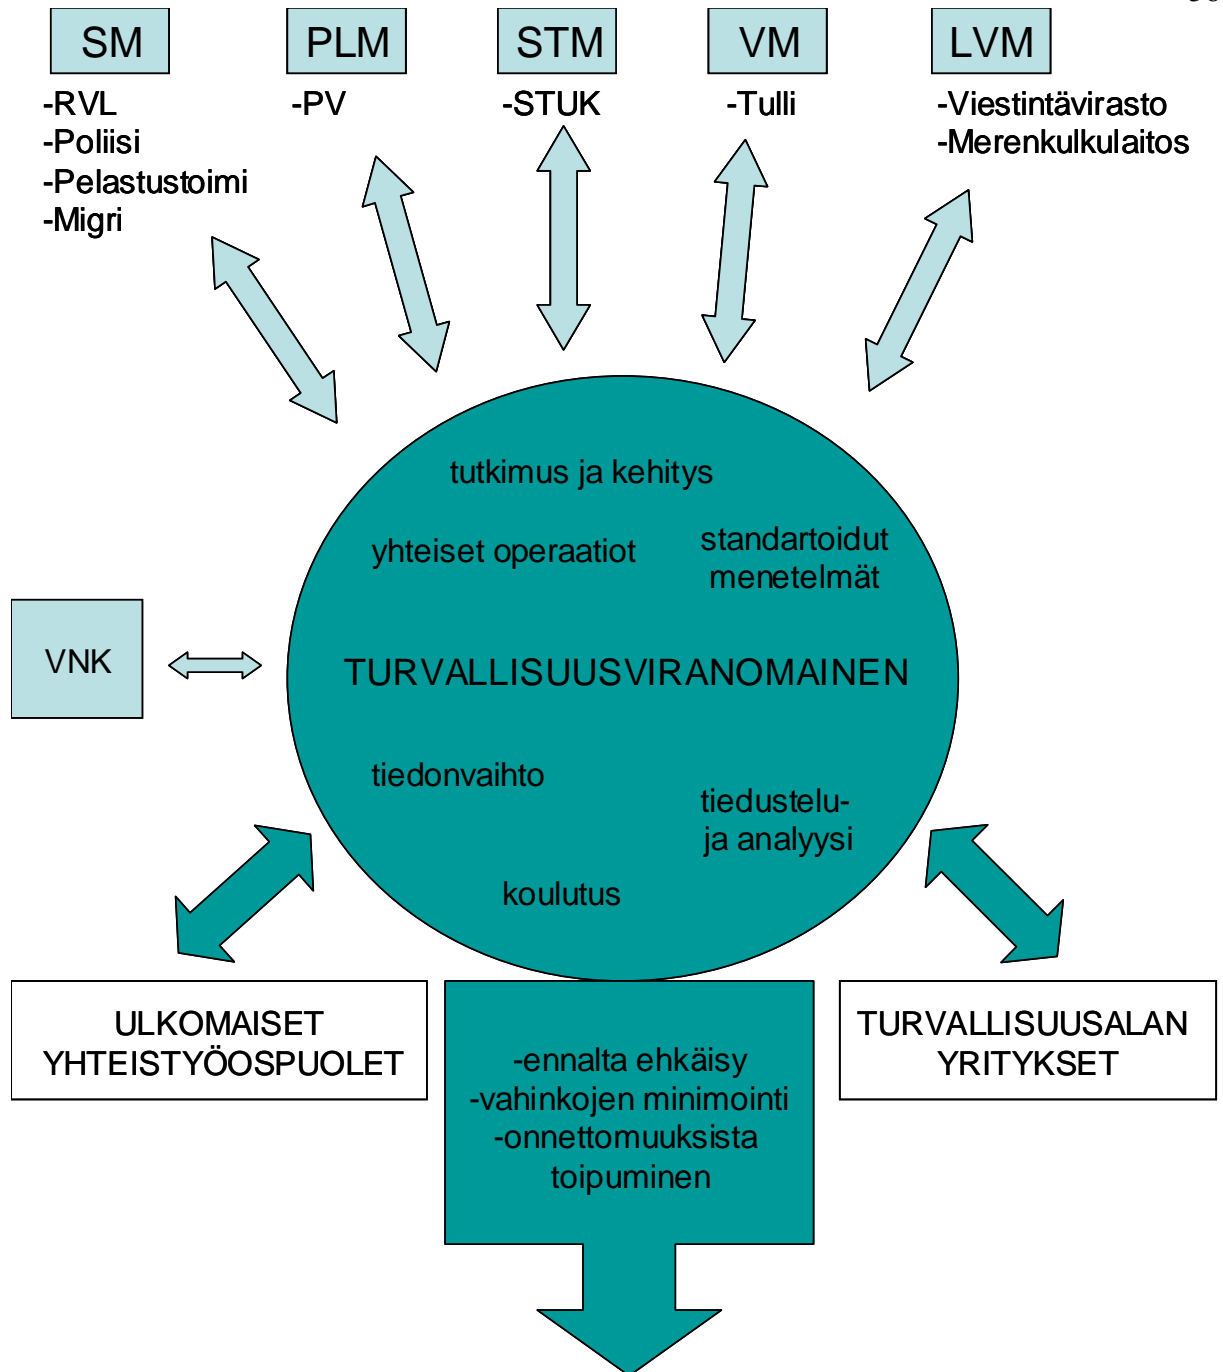 SM
PLM
STM
VM
LVM
-RVL
-Poliisi
-Pelastustoimi
-Migri
-PV
-STUK
-Tulli
-Viestintävirasto
-Merenkulkulaitos
tutkimus ja kehitys
yhteiset operaatiot
standartoidut
menetelmät
VNK
TURVALLISUUSVIRANOMAINEN
tiedonvaihto
tiedustelu-
ja analyysi
koulutus
ULKOMAISET
YHTEISTYÖOSPUOLET
-ennalta ehkäisy
-vahinkojen minimointi
-onnettomuuksista
toipuminen
TURVALLISUUSALAN
YRITYKSET